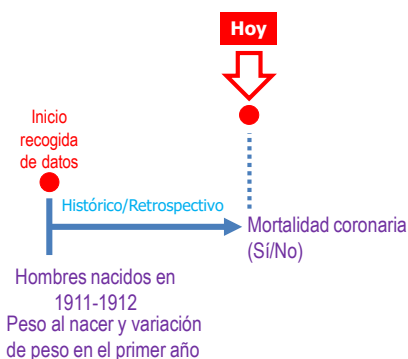 Hoy
Inicio
recogida
de datos
Histórico/Retrospectivo
Mortalidad coronaria
(Sí/No)
Hombres nacidos en
1911-1912
Peso al nacer y variación
de peso en el primer año